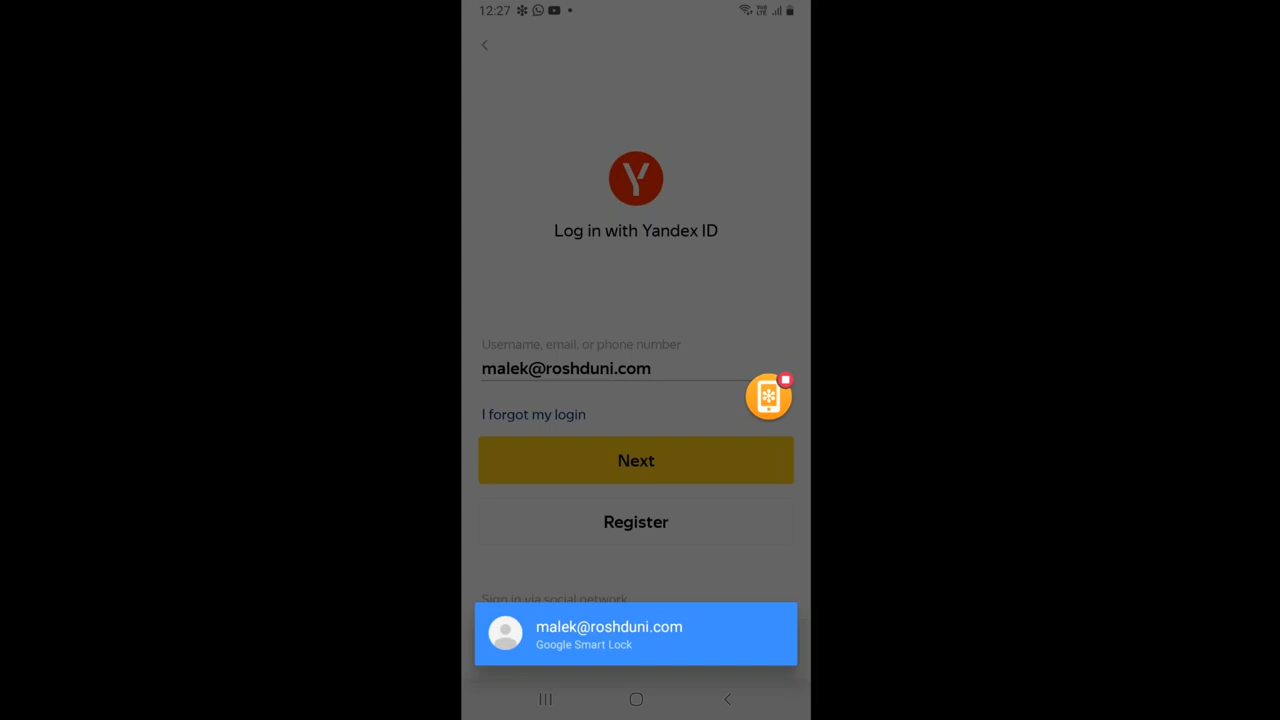 12:27
Log in with Yandex ID
Username, email, or phone number
malek@roshduni.com
I forgot my login
Next
Register
Sign in via social network
malek@roshduni.com
Google Smart Lock